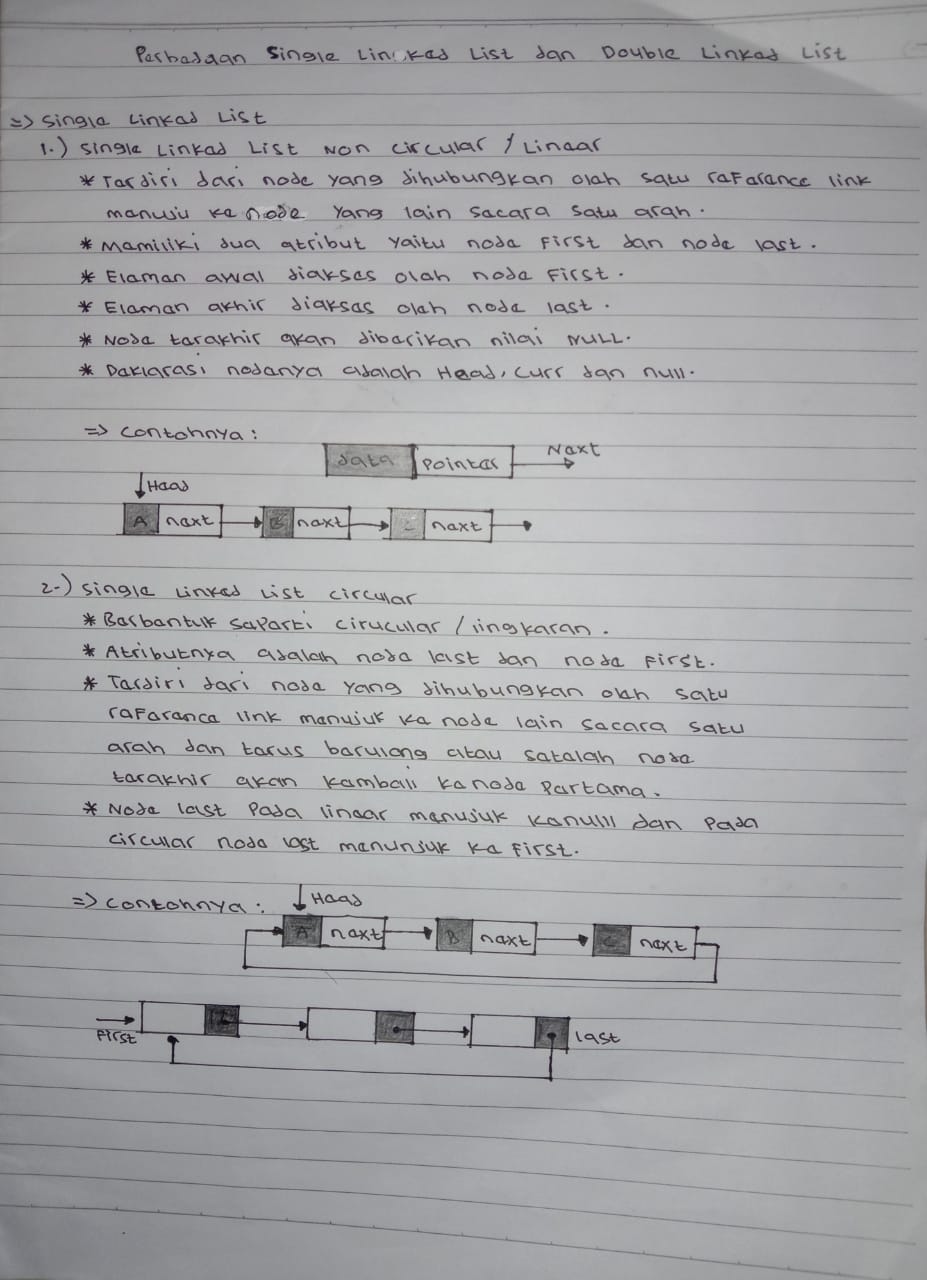 Perbedaan Single Linked List dan Double Linked List
=> Single Linked List
1.) Single Linked List Non Circular / Linear
* Terdiri dari node yang dihubungkan oleh satu reFerence link
menuju ke node yang lain secara satu arah.
* Memiliki dua atribut yaitu node First dan node last.
* Elemen awal diakses oleh node First.
* Elemen akhir diakses oleh node last.
* Node terakhir akan diberikan nilai NULL.
* Deklarasi nodenya adalah Head, Curr dan null.
=> Contohnya :
data Pointer Next
Head
A next B next C next
2.) Single Linked List circular
* Berbentuk seperti cirucular / lingkaran.
* Atributnya adalah node last dan node First.
* Terdiri dari node yang dihubungkan oleh satu
reFerence link menujuk ke node lain secara satu
arah dan terus berulang atau setelah node
terakhir akan kembali ke node Pertama.
* Node last Pada linear menujuk kenulll dan Pada
circular node last menunjuk ke First.
=> Contohnya :
Head
A next B next C next
First last